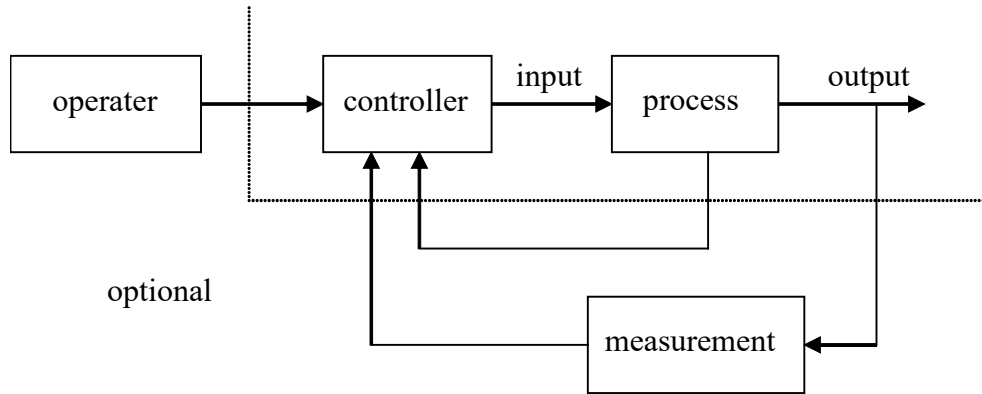 input
output
operater
controller
process
optional
measurement